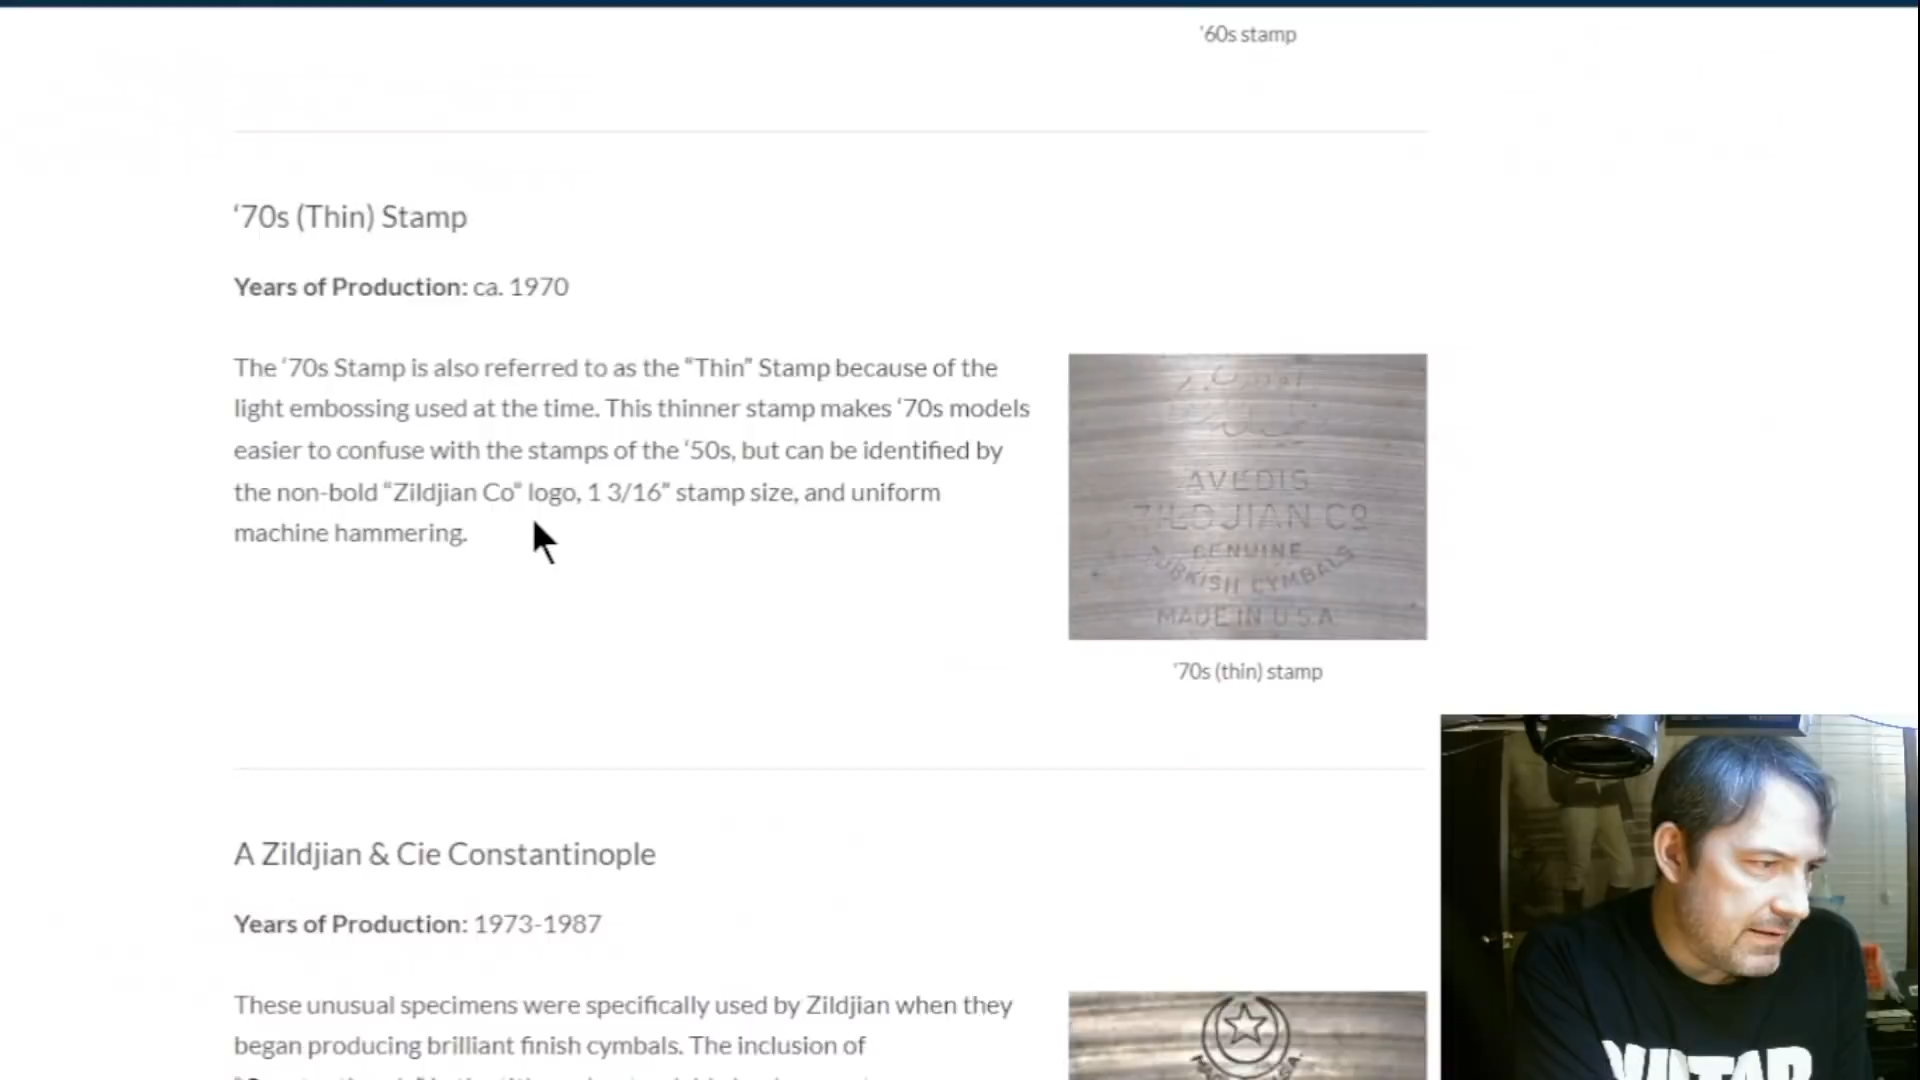 '60s stamp
‘70s (Thin) Stamp
Years of Production: ca. 1970
The ‘70s Stamp is also referred to as the “Thin” Stamp because of the
light embossing used at the time. This thinner stamp makes ‘70s models
easier to confuse with the stamps of the ‘50s, but can be identified by
the non-bold “Zildjian Co” logo, 1 3/16” stamp size, and uniform
machine hammering.
AVEDIS
ZILDJIAN CO
GENUINE
TURKISH CYMBALS
MADE IN U.S.A
'70s (thin) stamp
A Zildjian & Cie Constantinople
Years of Production: 1973-1987
These unusual specimens were specifically used by Zildjian when they
began producing brilliant finish cymbals. The inclusion of